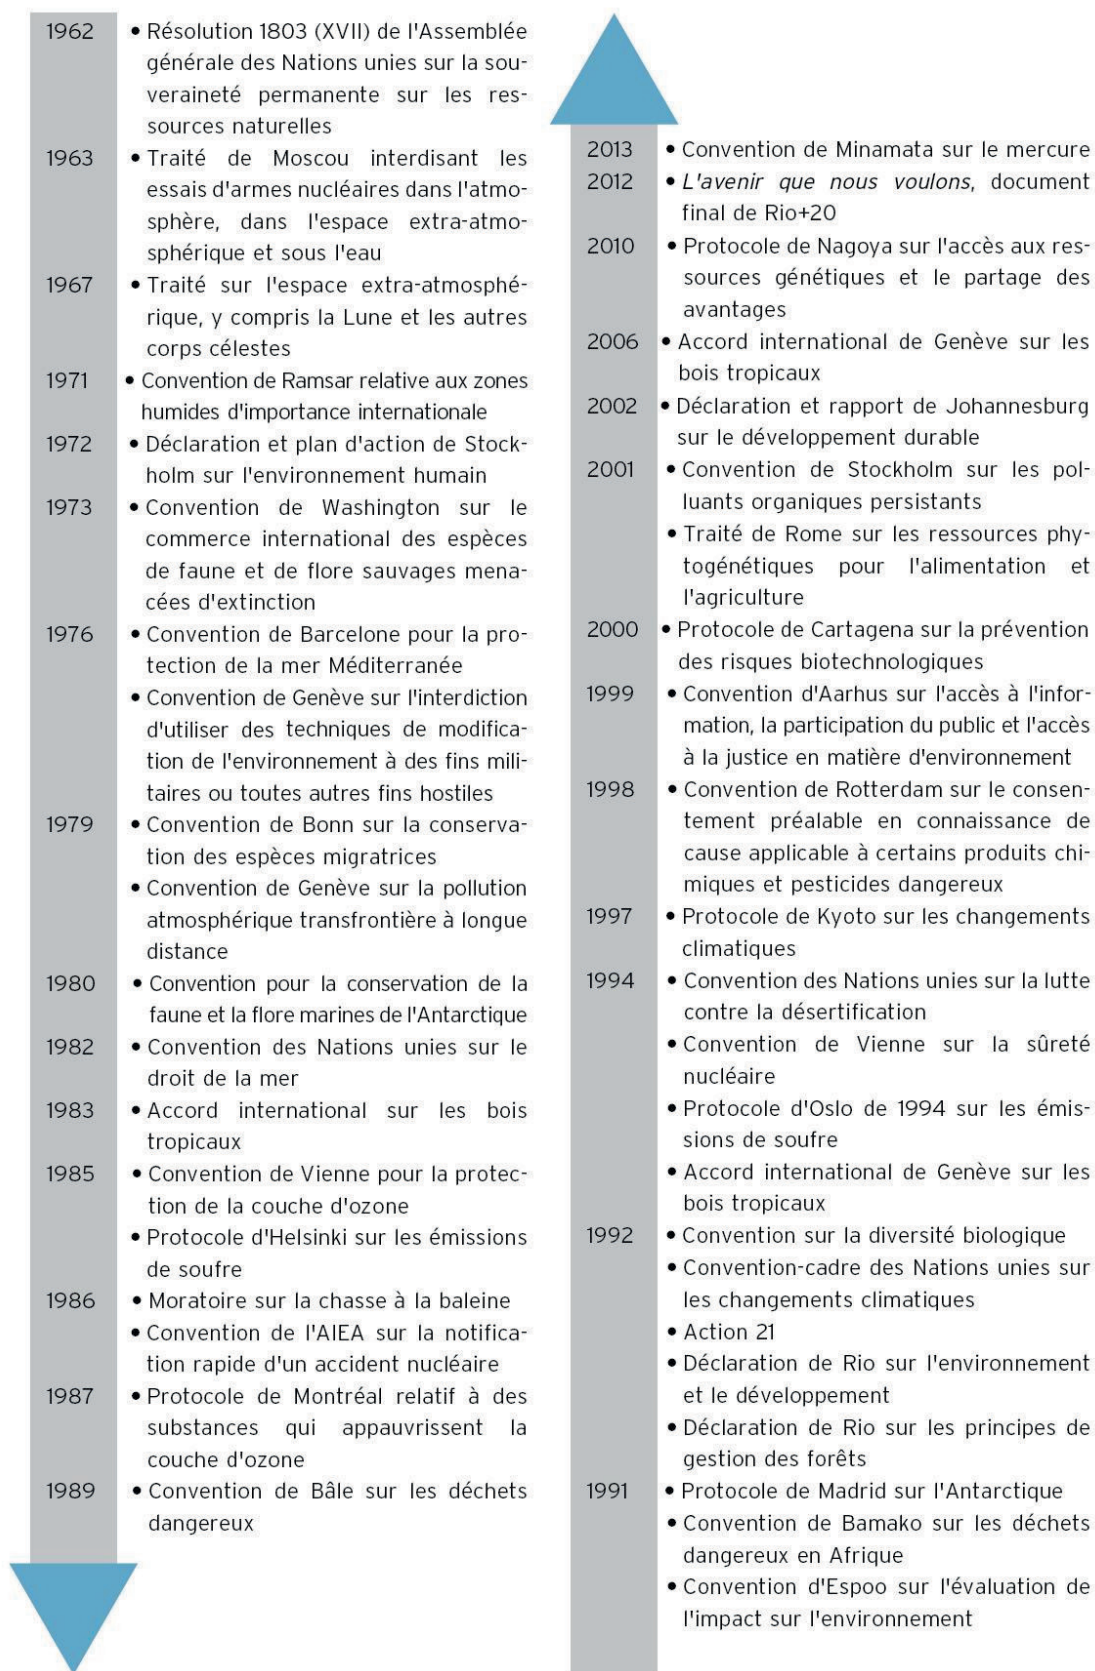 1962 • Résolution 1803 (XVII) de l'Assemblée
générale des Nations unies sur la sou-
veraineté permanente sur les res-
sources naturelles
1963 • Traité de Moscou interdisant les
essais d'armes nucléaires dans l'atmo-
sphère, dans l'espace extra-atmo-
sphérique et sous l'eau
1967 • Traité sur l'espace extra-atmosphé-
rique, y compris la Lune et les autres
corps célestes
1971 • Convention de Ramsar relative aux zones
humides d'importance internationale
1972 • Déclaration et plan d'action de Stock-
holm sur l'environnement humain
1973 • Convention de Washington sur le
commerce international des espèces
de faune et de flore sauvages mena-
cées d'extinction
1976 • Convention de Barcelone pour la pro-
tection de la mer Méditerranée
• Convention de Genève sur l'interdiction
d'utiliser des techniques de modifica-
tion de l'environnement à des fins mili-
taires ou toutes autres fins hostiles
1979 • Convention de Bonn sur la conserva-
tion des espèces migratrices
• Convention de Genève sur la pollution
atmosphérique transfrontière à longue
distance
1980 • Convention pour la conservation de la
faune et la flore marines de l'Antarctique
1982 • Convention des Nations unies sur le
droit de la mer
1983 • Accord international sur les bois
tropicaux
1985 • Convention de Vienne pour la protec-
tion de la couche d'ozone
• Protocole d'Helsinki sur les émissions
de soufre
1986 • Moratoire sur la chasse à la baleine
• Convention de l'AIEA sur la notifica-
tion rapide d'un accident nucléaire
1987 • Protocole de Montréal relatif à des
substances qui appauvrissent la
couche d'ozone
1989 • Convention de Bâle sur les déchets
dangereux
2013 • Convention de Minamata sur le mercure
2012 • L'avenir que nous voulons, document
final de Rio+20
2010 • Protocole de Nagoya sur l'accès aux res-
sources génétiques et le partage des
avantages
2006 • Accord international de Genève sur les
bois tropicaux
2002 • Déclaration et rapport de Johannesburg
sur le développement durable
2001 • Convention de Stockholm sur les pol-
luants organiques persistants
• Traité de Rome sur les ressources phy-
togénétiques pour l'alimentation et
l'agriculture
2000 • Protocole de Cartagena sur la prévention
des risques biotechnologiques
1999 • Convention d'Aarhus sur l'accès à l'infor-
mation, la participation du public et l'accès
à la justice en matière d'environnement
1998 • Convention de Rotterdam sur le consen-
tement préalable en connaissance de
cause applicable à certains produits chi-
miques et pesticides dangereux
1997 • Protocole de Kyoto sur les changements
climatiques
1994 • Convention des Nations unies sur la lutte
contre la désertification
• Convention de Vienne sur la sûreté
nucléaire
• Protocole d'Oslo de 1994 sur les émis-
sions de soufre
• Accord international de Genève sur les
bois tropicaux
1992 • Convention sur la diversité biologique
• Convention-cadre des Nations unies sur
les changements climatiques
• Action 21
• Déclaration de Rio sur l'environnement
et le développement
• Déclaration de Rio sur les principes de
gestion des forêts
1991 • Protocole de Madrid sur l'Antarctique
• Convention de Bamako sur les déchets
dangereux en Afrique
• Convention d'Espoo sur l'évaluation de
l'impact sur l'environnement